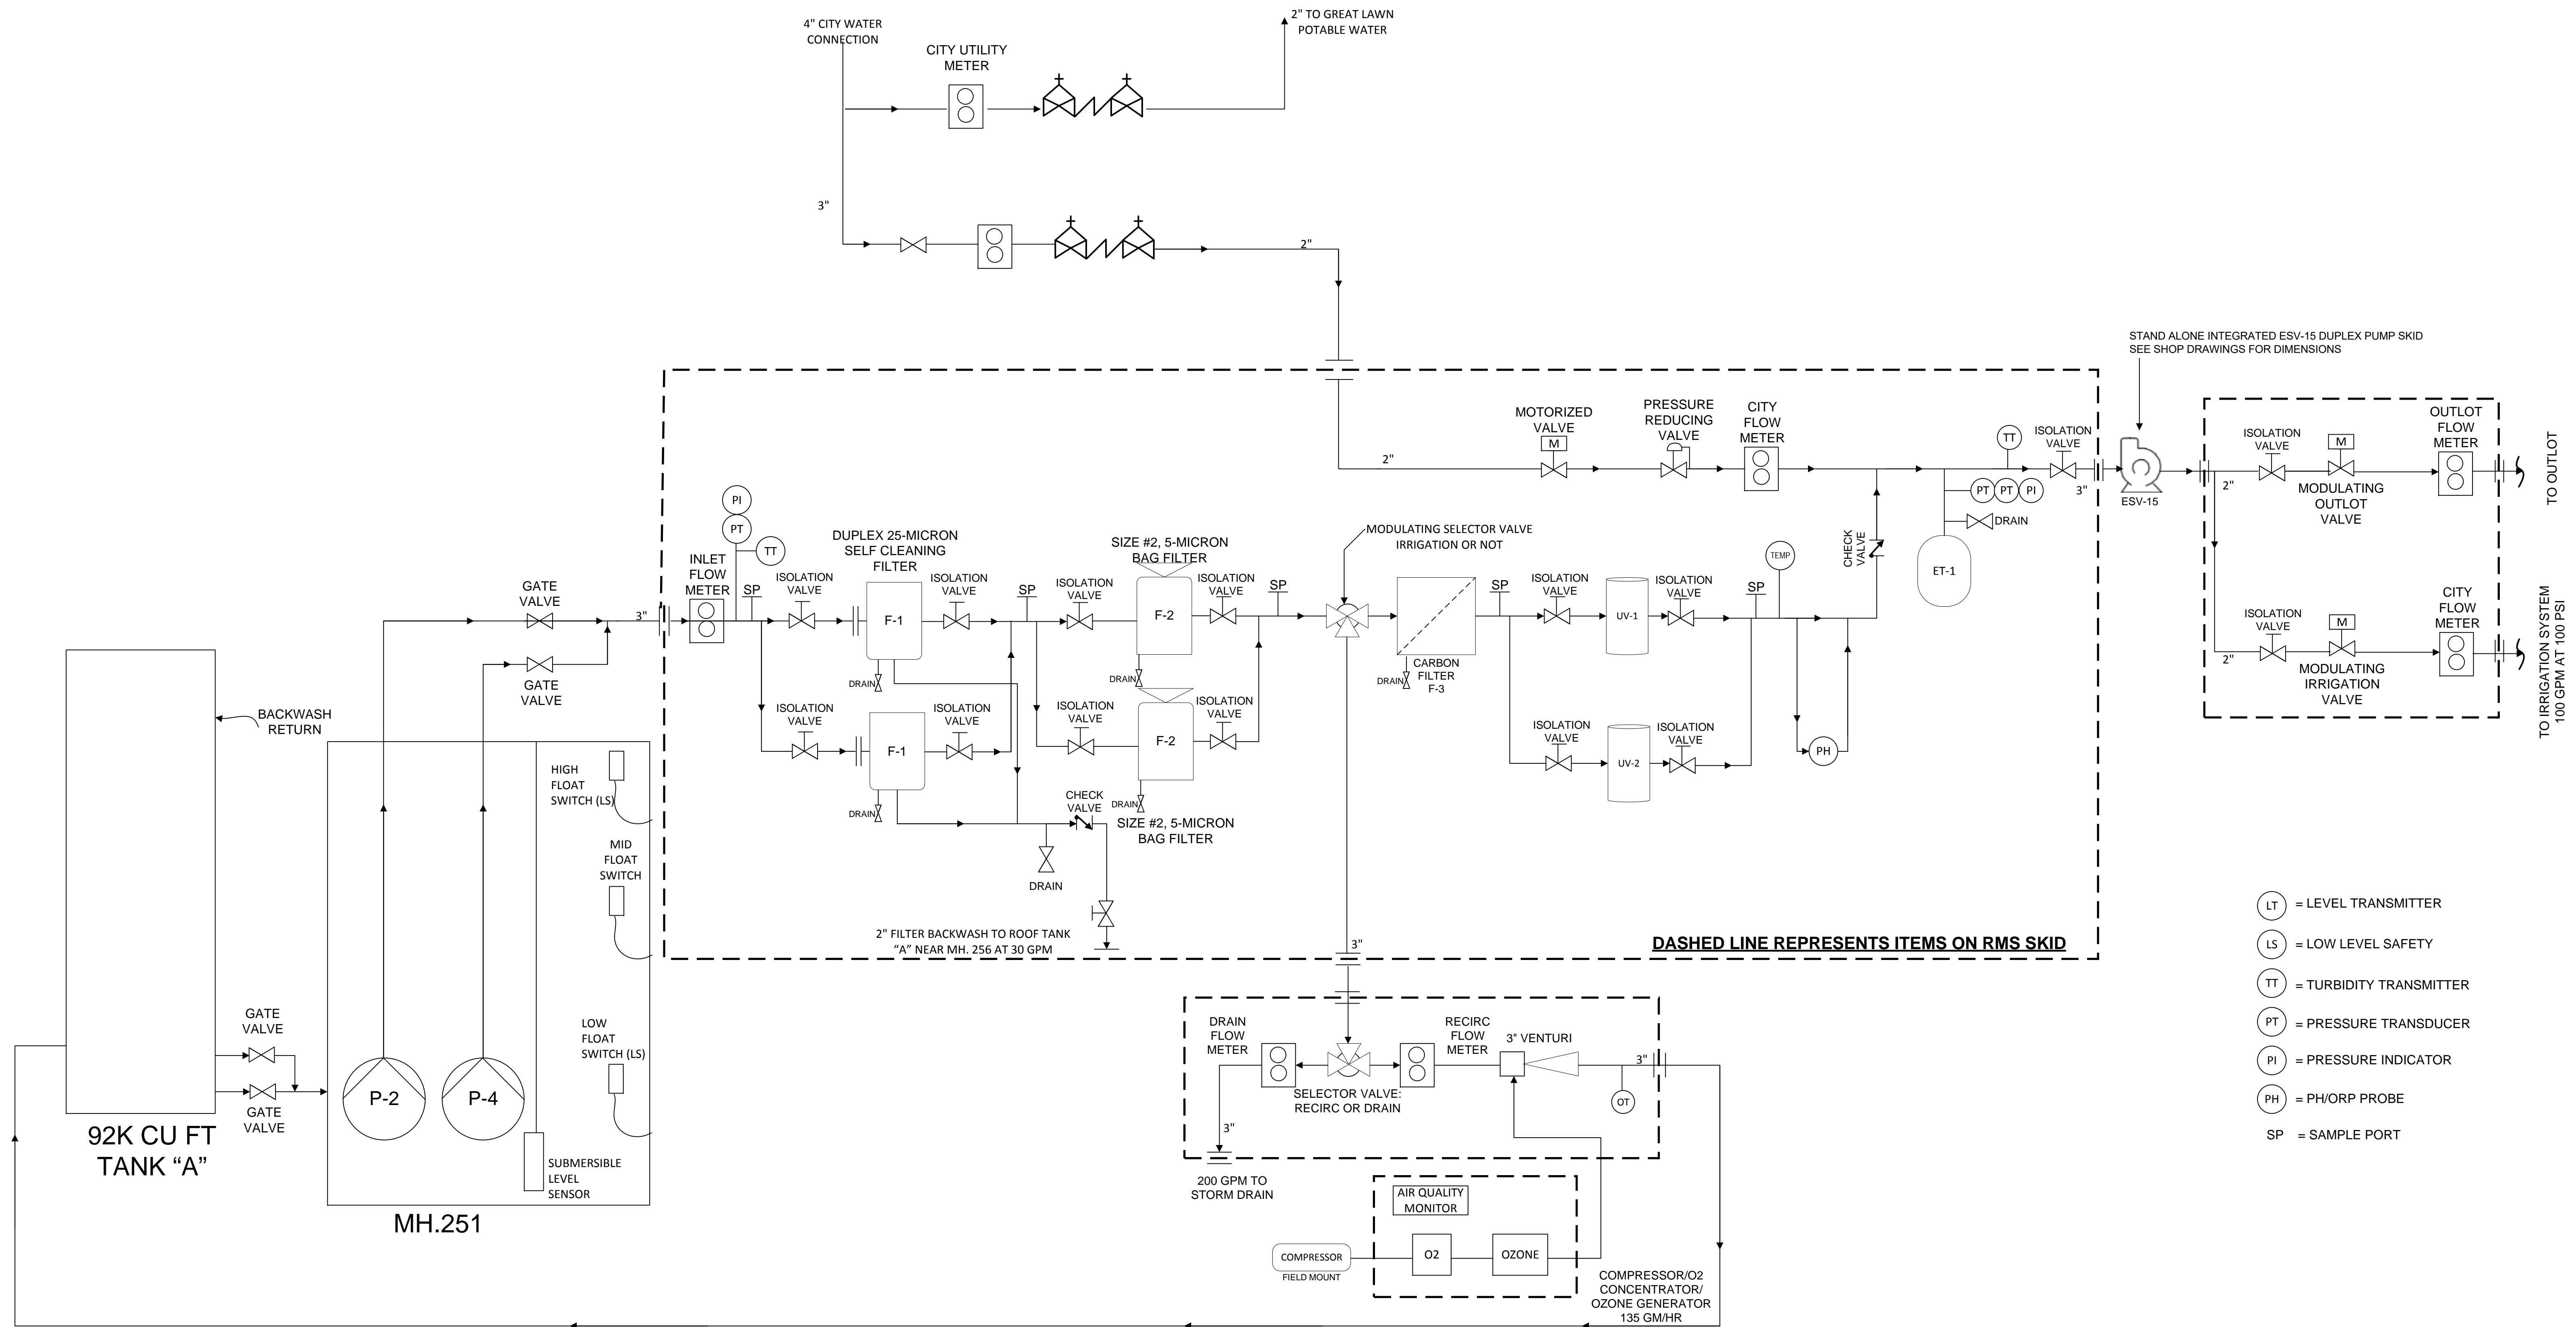 4" CITY WATER
CONNECTION
2" TO GREAT LAWN
POTABLE WATER
CITY UTILITY
METER
3"
2"
STAND ALONE INTEGRATED ESV-15 DUPLEX PUMP SKID
SEE SHOP DRAWINGS FOR DIMENSIONS
MOTORIZED
VALVE
M
PRESSURE
REDUCING
VALVE
CITY
FLOW
METER
2"
TT
ISOLATION
VALVE
3"
PT
PT
PI
DRAIN
ET-1
CHECK
VALVE
ESV-15
ISOLATION
VALVE
M
OUTLOT
FLOW
METER
2"
MODULATING
OUTLOT
VALVE
TO OUTLOT
ISOLATION
VALVE
M
CITY
FLOW
METER
2"
MODULATING
IRRIGATION
VALVE
TO IRRIGATION SYSTEM
100 GPM AT 100 PSI
PI
PT
TT
INLET
FLOW
METER
SP
ISOLATION
VALVE
DUPLEX 25-MICRON
SELF CLEANING
FILTER
F-1
ISOLATION
VALVE
SP
ISOLATION
VALVE
SIZE #2, 5-MICRON
BAG FILTER
F-2
ISOLATION
VALVE
SP
MODULATING SELECTOR VALVE
IRRIGATION OR NOT
SP
ISOLATION
VALVE
UV-1
ISOLATION
VALVE
SP
TEMP
GATE
VALVE
3"
GATE
VALVE
DRAIN
DRAIN
DRAIN
CARBON
FILTER
F-3
ISOLATION
VALVE
F-1
ISOLATION
VALVE
ISOLATION
VALVE
F-2
ISOLATION
VALVE
ISOLATION
VALVE
UV-2
ISOLATION
VALVE
PH
DRAIN
CHECK
VALVE
DRAIN
SIZE #2, 5-MICRON
BAG FILTER
DRAIN
2" FILTER BACKWASH TO ROOF TANK
“A” NEAR MH. 256 AT 30 GPM
3"
DASHED LINE REPRESENTS ITEMS ON RMS SKID
BACKWASH
RETURN
HIGH
FLOAT
SWITCH (LS)
MID
FLOAT
SWITCH
LOW
FLOAT
SWITCH (LS)
GATE
VALVE
GATE
VALVE
P-2
P-4
92K CU FT
TANK “A”
SUBMERSIBLE
LEVEL
SENSOR
MH.251
DRAIN
FLOW
METER
RECIRC
FLOW
METER
3" VENTURI
3"
SELECTOR VALVE:
RECIRC OR DRAIN
OT
3"
200 GPM TO
STORM DRAIN
AIR QUALITY
MONITOR
COMPRESSOR
FIELD MOUNT
O2
OZONE
COMPRESSOR/O2
CONCENTRATOR/
OZONE GENERATOR
135 GM/HR
LT = LEVEL TRANSMITTER
LS = LOW LEVEL SAFETY
TT = TURBIDITY TRANSMITTER
PT = PRESSURE TRANSDUCER
PI = PRESSURE INDICATOR
PH = PH/ORP PROBE
SP = SAMPLE PORT